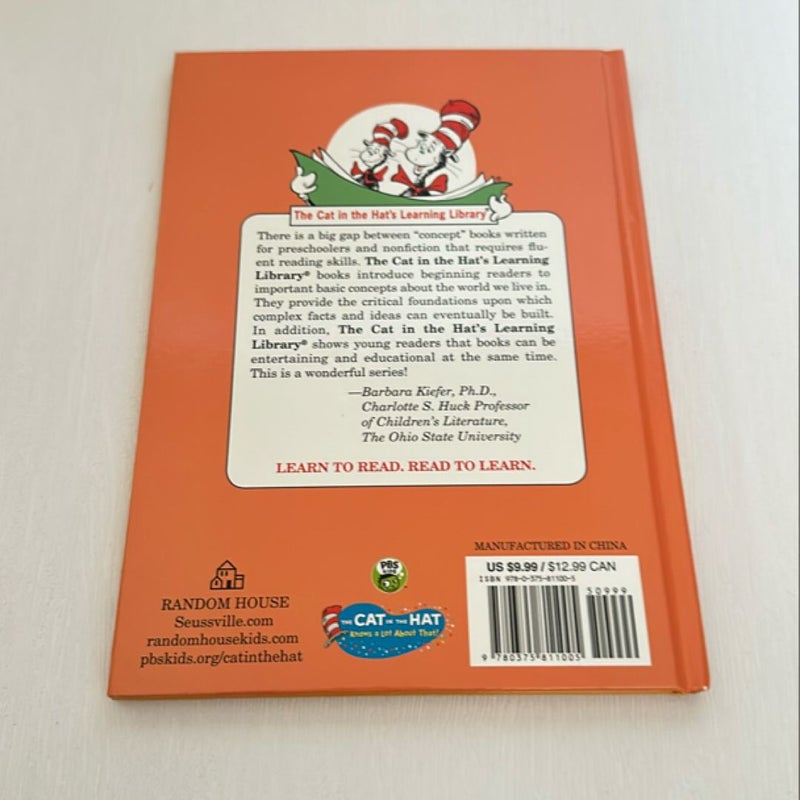 The Cat in the Hat's Learning Library®
There is a big gap between "concept" books written
for preschoolers and nonfiction that requires flu-
ent reading skills. The Cat in the Hat's Learning
Library® books introduce beginning readers to
important basic concepts about the world we live in.
They provide the critical foundations upon which
complex facts and ideas can eventually be built.
In addition, The Cat in the Hat's Learning
Library® shows young readers that books can be
entertaining and educational at the same time.
This is a wonderful series!
—Barbara Kiefer, Ph.D.,
Charlotte S. Huck Professor
of Children's Literature,
The Ohio State University
LEARN TO READ. READ TO LEARN.
RANDOM HOUSE
Seussville.com
randomhousekids.com
pbskids.org/catinthehat
PBS
KIDS
THE CAT IN THE HAT
Knows a Lot About That!
MANUFACTURED IN CHINA
US $9.99 / $12.99 CAN
ISBN 978-0-375-81100-5
50999
9 780375 811005